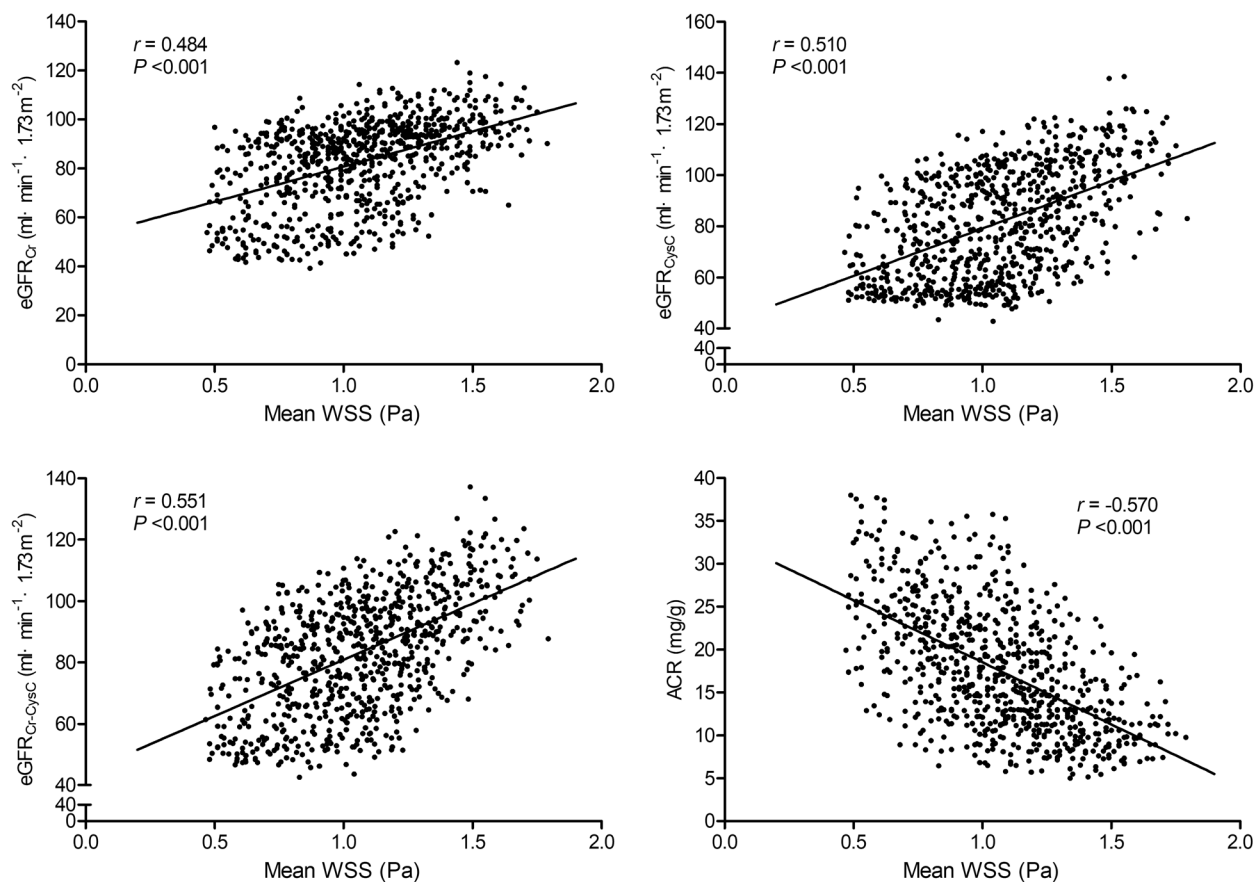 140
120
100
80
60
40
20
0
0.0 0.5 1.0 1.5 2.0
r = 0.484
P <0.001
eGFRCr (ml· min⁻¹· 1.73m⁻²)
Mean WSS (Pa)
160
140
120
100
80
60
40
40
0
0.0 0.5 1.0 1.5 2.0
r = 0.510
P <0.001
eGFRCysC (ml· min⁻¹· 1.73m⁻²)
Mean WSS (Pa)
140
120
100
80
60
40
40
0
0.0 0.5 1.0 1.5 2.0
r = 0.551
P <0.001
eGFRCr-CysC (ml· min⁻¹· 1.73m⁻²)
Mean WSS (Pa)
40
35
30
25
20
15
10
5
0
0.0 0.5 1.0 1.5 2.0
r = -0.570
P <0.001
ACR (mg/g)
Mean WSS (Pa)